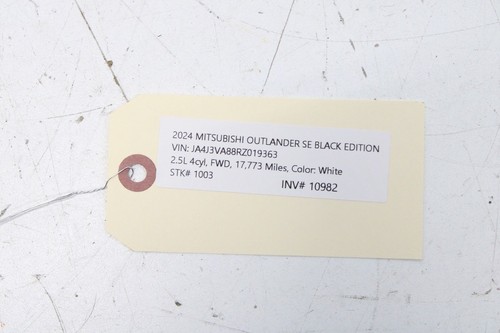 2024 MITSUBISHI OUTLANDER SE BLACK EDITION
VIN: JA4J3VA88RZ019363
2.5L 4cyl, FWD, 17,773 Miles, Color: White
STK# 1003 INV# 10982